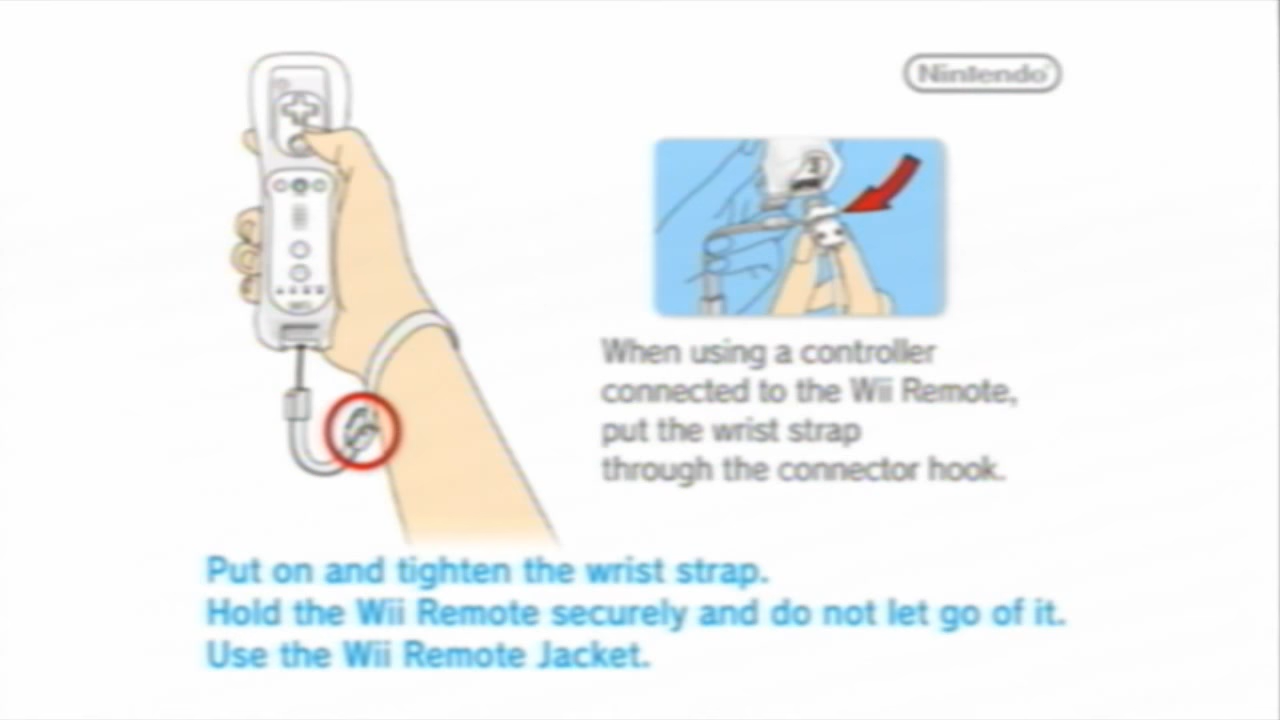 Nintendo
When using a controller
connected to the Wii Remote,
put the wrist strap
through the connector hook.
Put on and tighten the wrist strap.
Hold the Wii Remote securely and do not let go of it.
Use the Wii Remote Jacket.